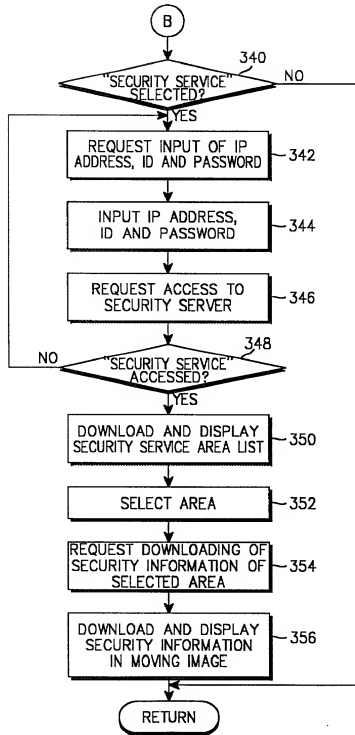 B
340
"SECURITY SERVICE"
SELECTED?
NO
YES
REQUEST INPUT OF IP
ADDRESS, ID AND PASSWORD
342
INPUT IP ADDRESS,
ID AND PASSWORD
344
REQUEST ACCESS TO
SECURITY SERVER
346
348
NO
"SECURITY SERVICE"
ACCESSED?
YES
DOWNLOAD AND DISPLAY
SECURITY SERVICE AREA LIST
350
SELECT AREA
352
REQUEST DOWNLOADING OF
SECURITY INFORMATION OF
SELECTED AREA
354
DOWNLOAD AND DISPLAY
SECURITY INFORMATION
IN MOVING IMAGE
356
RETURN